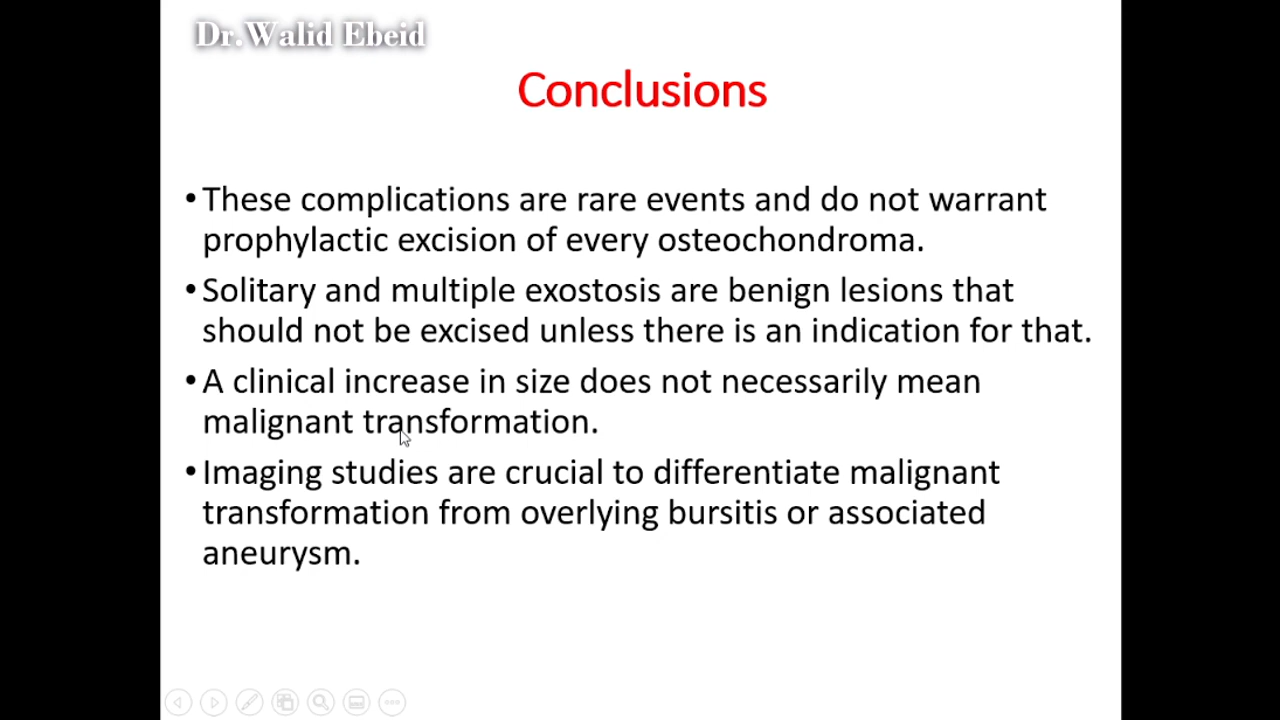 Dr.Walid Ebeid
Conclusions
• These complications are rare events and do not warrant
prophylactic excision of every osteochondroma.
• Solitary and multiple exostosis are benign lesions that
should not be excised unless there is an indication for that.
• A clinical increase in size does not necessarily mean
malignant transformation.
• Imaging studies are crucial to differentiate malignant
transformation from overlying bursitis or associated
aneurysm.